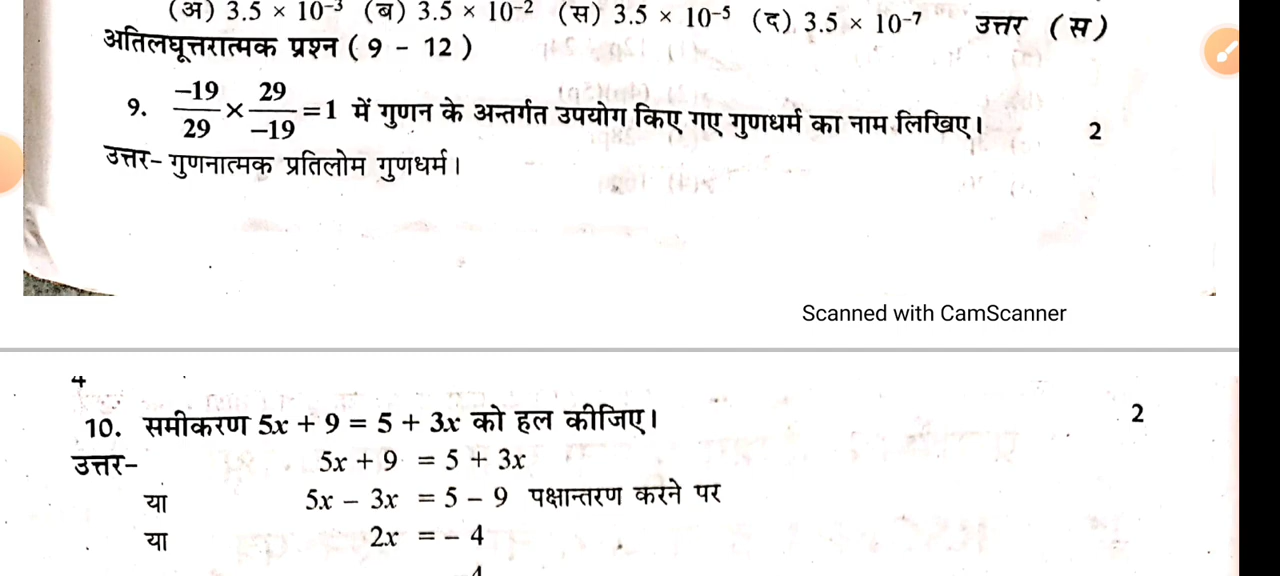 (अ) 3.5 × 10⁻³ (ब) 3.5 × 10⁻² (स) 3.5 × 10⁻⁵ (द) 3.5 × 10⁻⁷ उत्तर (स)
अतिलघूत्तरात्मक प्रश्न ( 9 - 12 )
9. -19/29 × 29/-19 = 1 में गुणन के अन्तर्गत उपयोग किए गए गुणधर्म का नाम लिखिए। 2
उत्तर- गुणनात्मक प्रतिलोम गुणधर्म।
Scanned with CamScanner
4
10. समीकरण 5x + 9 = 5 + 3x को हल कीजिए। 2
उत्तर- 5x + 9 = 5 + 3x
या 5x - 3x = 5 - 9 पक्षान्तरण करने पर
या 2x = - 4